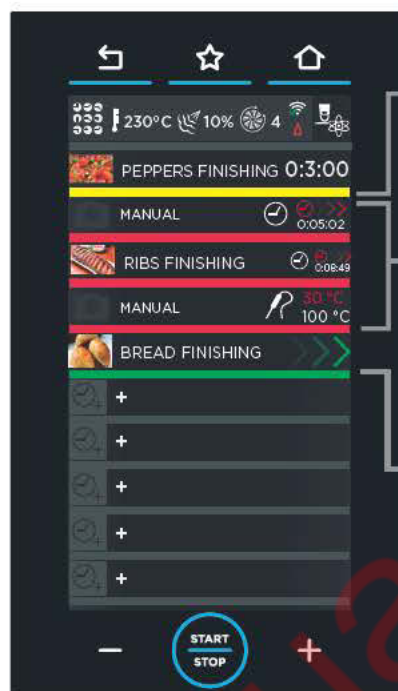 230°C 10% 4
PEPPERS FINISHING 0:3:00
MANUAL 0:05:02
RIBS FINISHING 0:08:49
MANUAL 30 °C
100 °C
BREAD FINISHING
+
+
+
+
+
− START +
STOP